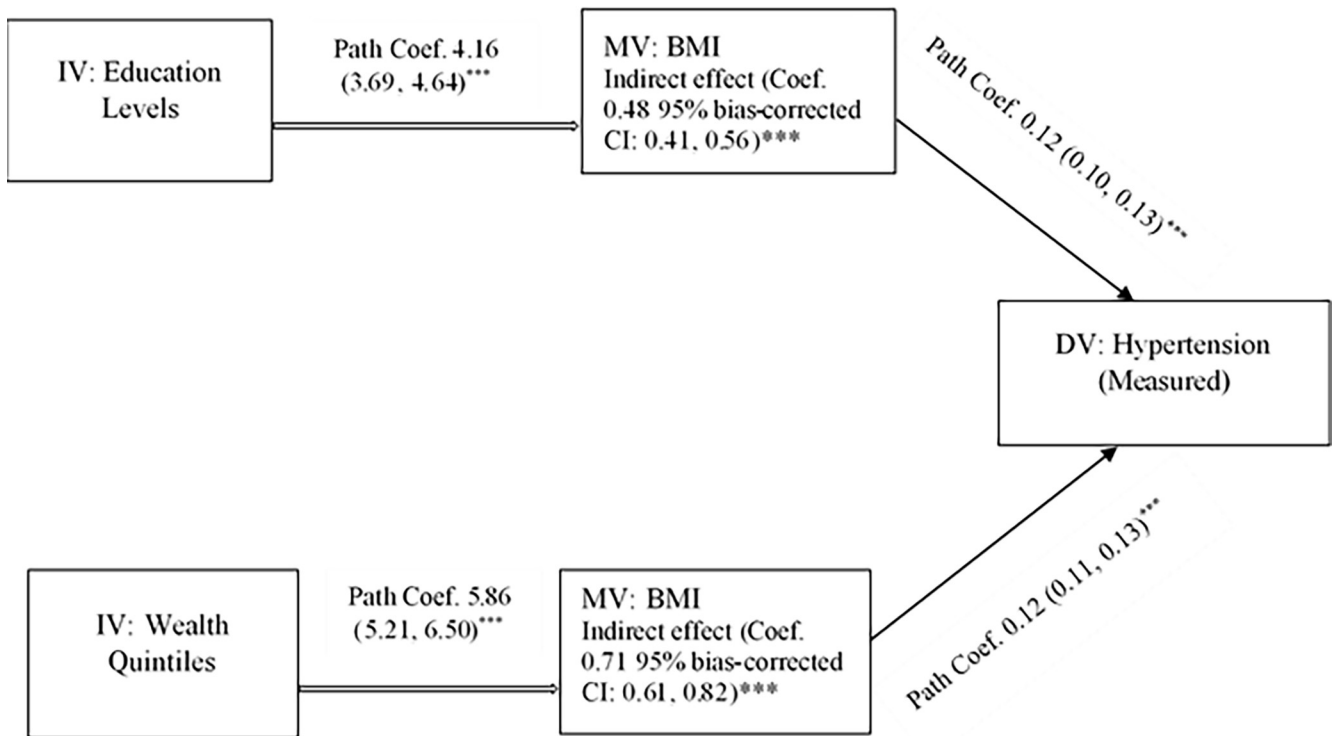 IV: Education
Levels
Path Coef. 4.16
(3.69, 4.64)***
MV: BMI
Indirect effect (Coef.
0.48 95% bias-corrected
CI: 0.41, 0.56)***
Path Coef. 0.12 (0.10, 0.13)***
DV: Hypertension
(Measured)
IV: Wealth
Quintiles
Path Coef. 5.86
(5.21, 6.50)***
MV: BMI
Indirect effect (Coef.
0.71 95% bias-corrected
CI: 0.61, 0.82)***
Path Coef. 0.12 (0.11, 0.13)***